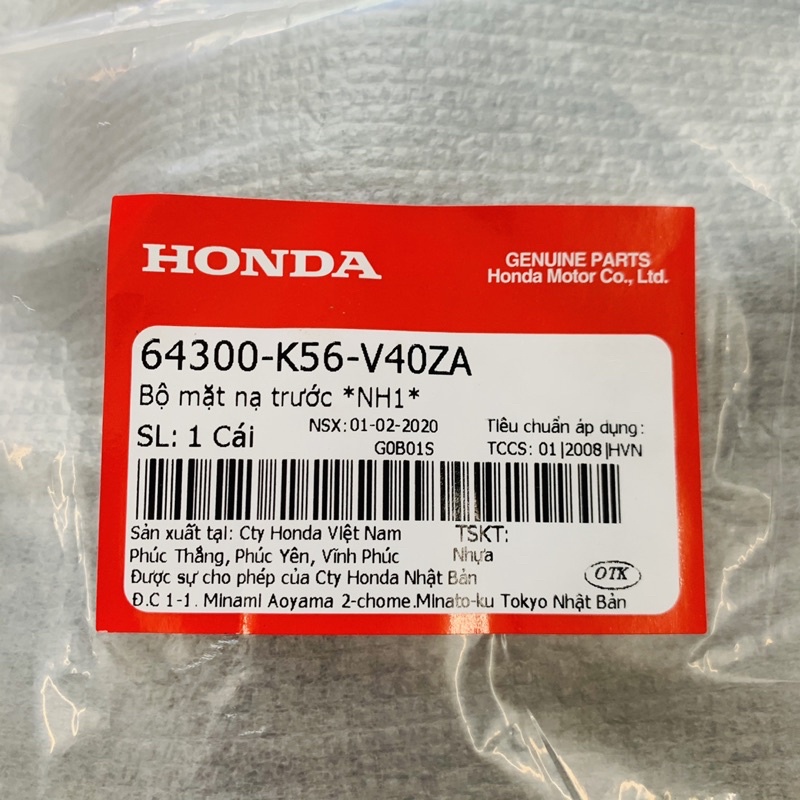 HONDA
GENUINE PARTS
Honda Motor Co., Ltd.
64300-K56-V40ZA
Bộ mặt nạ trước *NH1*
SL: 1 Cái
NSX: 01-02-2020
G0B01S
Tiêu chuẩn áp dụng:
TCCS: 01|2008|HVN
Sản xuất tại: Cty Honda Việt Nam
Phúc Thắng, Phúc Yên, Vĩnh Phúc
TSKT:
Nhựa
Được sự cho phép của Cty Honda Nhật Bản
Đ.C 1-1. Minami Aoyama 2-chome.Minato-ku Tokyo Nhật Bản
OTK